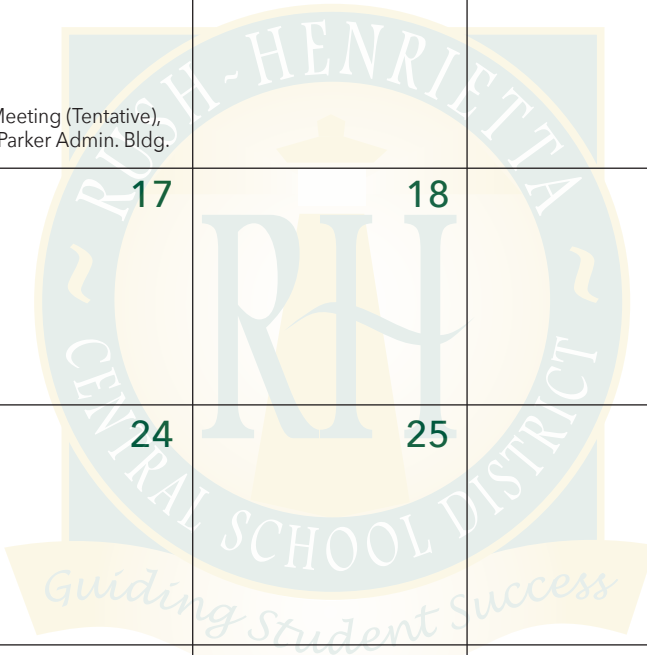 RUSH ~ HENRIETTA
Meeting (Tentative),
Parker Admin. Bldg.
17
18
~ RH ~
24
25
CENTRAL SCHOOL DISTRICT
Guiding Student Success